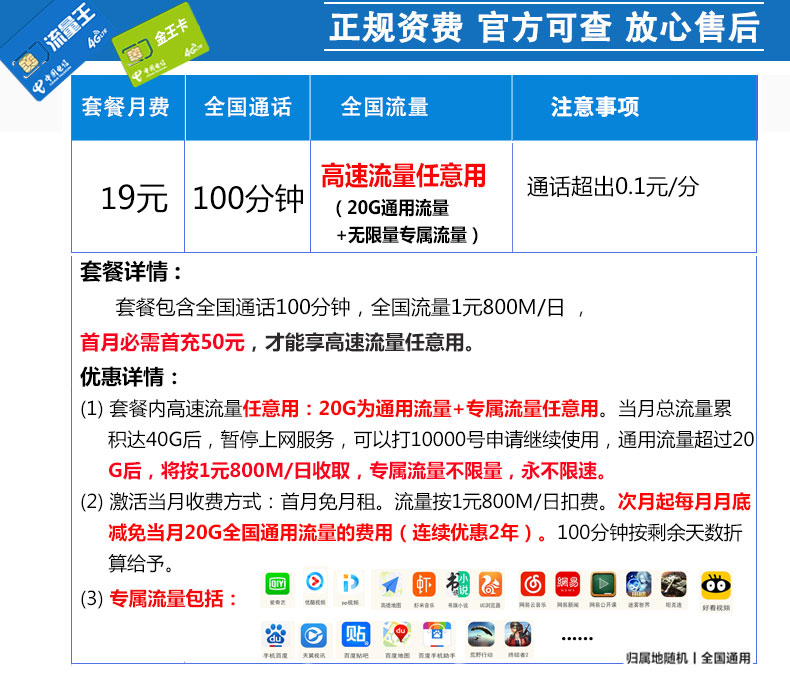 流量王
4G LTE
中国电信
金王卡
4G LTE
中国电信
正规资费 官方可查 放心售后
套餐月费 全国通话 全国流量 注意事项
19元 100分钟 高速流量任意用
（20G通用流量
+无限量专属流量）
通话超出0.1元/分
套餐详情：
套餐包含全国通话100分钟，全国流量1元800M/日 ，
首月必需首充50元，才能享高速流量任意用。
优惠详情：
(1) 套餐内高速流量任意用：20G为通用流量+专属流量任意用。当月总流量累
积达40G后，暂停上网服务，可以打10000号申请继续使用，通用流量超过20
G后，将按1元800M/日收取，专属流量不限量，永不限速。
(2) 激活当月收费方式：首月免月租。流量按1元800M/日扣费。次月起每月月底
减免当月20G全国通用流量的费用（连续优惠2年）。100分钟按剩余天数折
算给予。
(3) 专属流量包括：
爱奇艺 优酷视频 pp视频 高德地图 虾米音乐 书旗小说 UC浏览器 网易云音乐 网易新闻 网易公开课 迷雾世界 坦克连 好看视频
手机百度 天翼视讯 百度贴吧 百度地图 百度手机助手 荒野行动 终结者2
......
归属地随机丨全国通用